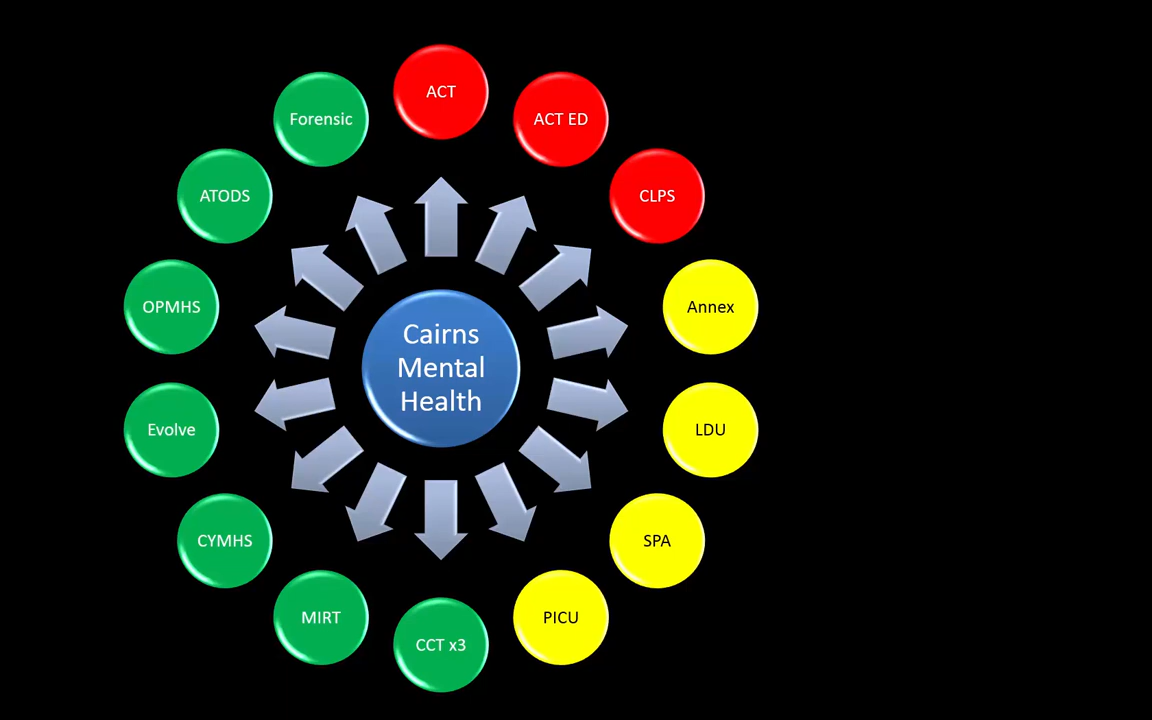 ACT
ACT ED
CLPS
Annex
LDU
SPA
PICU
CCT x3
MIRT
CYMHS
Evolve
OPMHS
ATODS
Forensic
Cairns
Mental
Health